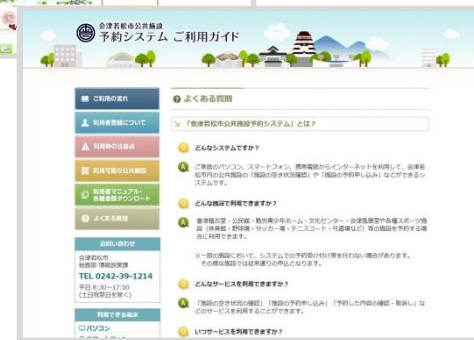 会津若松市公共施設
予約システム ご利用ガイド
ご利用の流れ
利用者登録について
利用時の注意点
利用可能な公共施設
利用者マニュアル・
各種書類ダウンロード
よくある質問
お問い合わせ
会津若松市
総務部 情報政策課
TEL 0242-39-1214
平日 8:30~17:00
(土日祝祭日を除く)
利用できる端末
パソコン
よくある質問
「会津若松市公共施設予約システム」とは?
Q どんなシステムですか?
A ご家庭のパソコン、スマートフォン、携帯電話からインターネットを利用して、会津若
松市内の公共施設の「施設の空き状況確認」や「施設の予約申し込み」などができるシ
ステムです。
Q どんな施設で利用できますか?
A 會津稽古堂・公民館・勤労青少年ホーム・文化センター・会津風雅堂や各種スポーツ施
設(体育館・野球場・サッカー場・テニスコート・弓道場など)等の施設を予約する場
合に利用できます。
※一部の施設において、システムでの予約受け付け等を行わない場合があります。
その様な施設では従来通りの申込となります。
Q どんなサービスを利用できますか?
A 「施設の空き状況の確認」「施設の予約申し込み」「予約した内容の確認・取消し」な
どのサービスを利用することができます。
Q いつサービスを利用できますか?